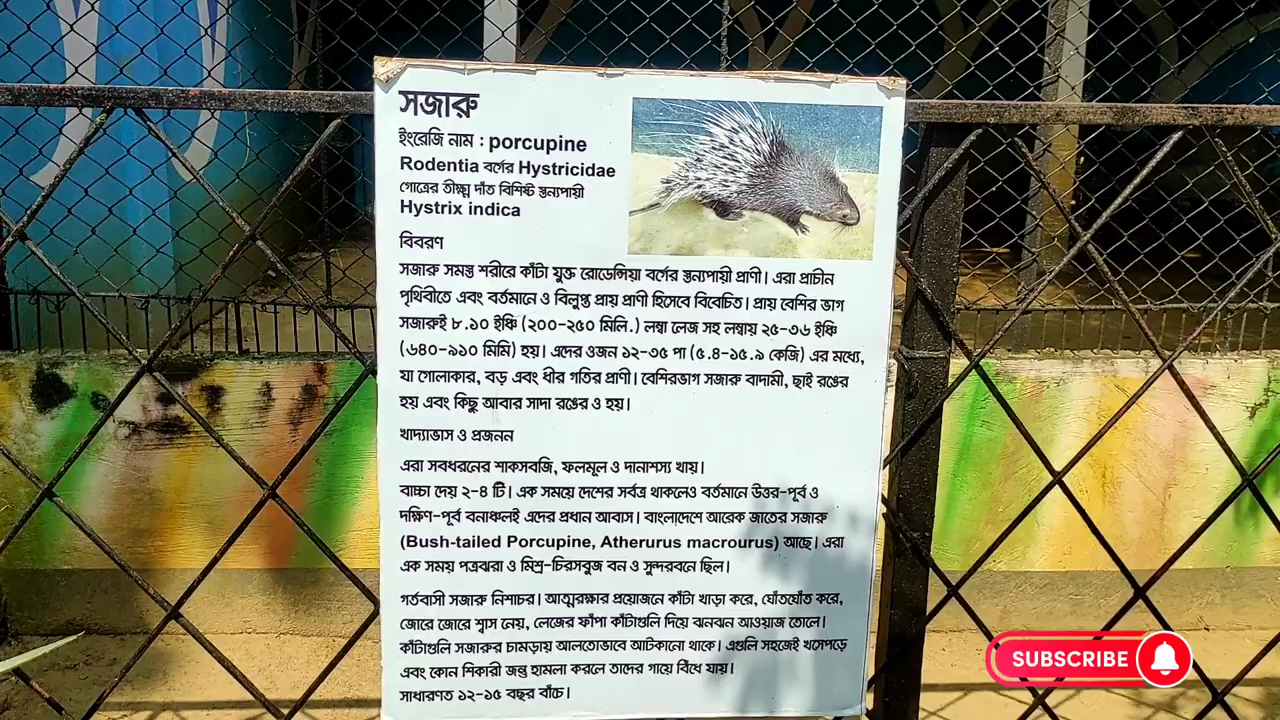 সজারু
ইংরেজি নাম : porcupine
Rodentia বর্গের Hystricidae
গোত্রের তীক্ষ্ম দাঁত বিশিষ্ট স্তন্যপায়ী
Hystrix indica
বিবরণ
সজারু সমস্ত শরীরে কাঁটা যুক্ত রোডেন্সিয়া বর্গের স্তন্যপায়ী প্রাণী। এরা প্রাচীন
পৃথিবীতে এবং বর্তমানে ও বিলুপ্ত প্রায় প্রাণী হিসেবে বিবেচিত। প্রায় বেশির ভাগ
সজারুই ৮.১০ ইঞ্চি (২০০-২৫০ মিলি.) লম্বা লেজ সহ লম্বায় ২৫-৩৬ ইঞ্চি
(৬৪০-৯১০ মিমি) হয়। এদের ওজন ১২-৩৫ পা (৫.৪-১৫.৯ কেজি) এর মধ্যে,
যা গোলাকার, বড় এবং ধীর গতির প্রাণী। বেশিরভাগ সজারু বাদামী, ছাই রঙের
হয় এবং কিছু আবার সাদা রঙের ও হয়।
খাদ্যাভাস ও প্রজনন
এরা সবধরনের শাকসবজি, ফলমূল ও দানাশস্য খায়।
বাচ্চা দেয় ২-৪ টি। এক সময়ে দেশের সর্বত্র থাকলেও বর্তমানে উত্তর-পূর্ব ও
দক্ষিণ-পূর্ব বনাঞ্চলই এদের প্রধান আবাস। বাংলাদেশে আরেক জাতের সজারু
(Bush-tailed Porcupine, Atherurus macrourus) আছে। এরা
এক সময় পত্রঝরা ও মিশ্র-চিরসবুজ বন ও সুন্দরবনে ছিল।
গর্তবাসী সজারু নিশাচর। আত্মরক্ষার প্রয়োজনে কাঁটা খাড়া করে, ঘোঁতঘোঁত করে,
জোরে জোরে শ্বাস নেয়, লেজের ফাঁপা কাঁটাগুলি দিয়ে ঝনঝন আওয়াজ তোলে।
কাঁটাগুলি সজারুর চামড়ায় আলতোভাবে আটকানো থাকে। এগুলি সহজেই খসেপড়ে
এবং কোন শিকারী জন্তু হামলা করলে তাদের গায়ে বিঁধে যায়।
সাধারণত ১২-১৫ বছর বাঁচে।
SUBSCRIBE